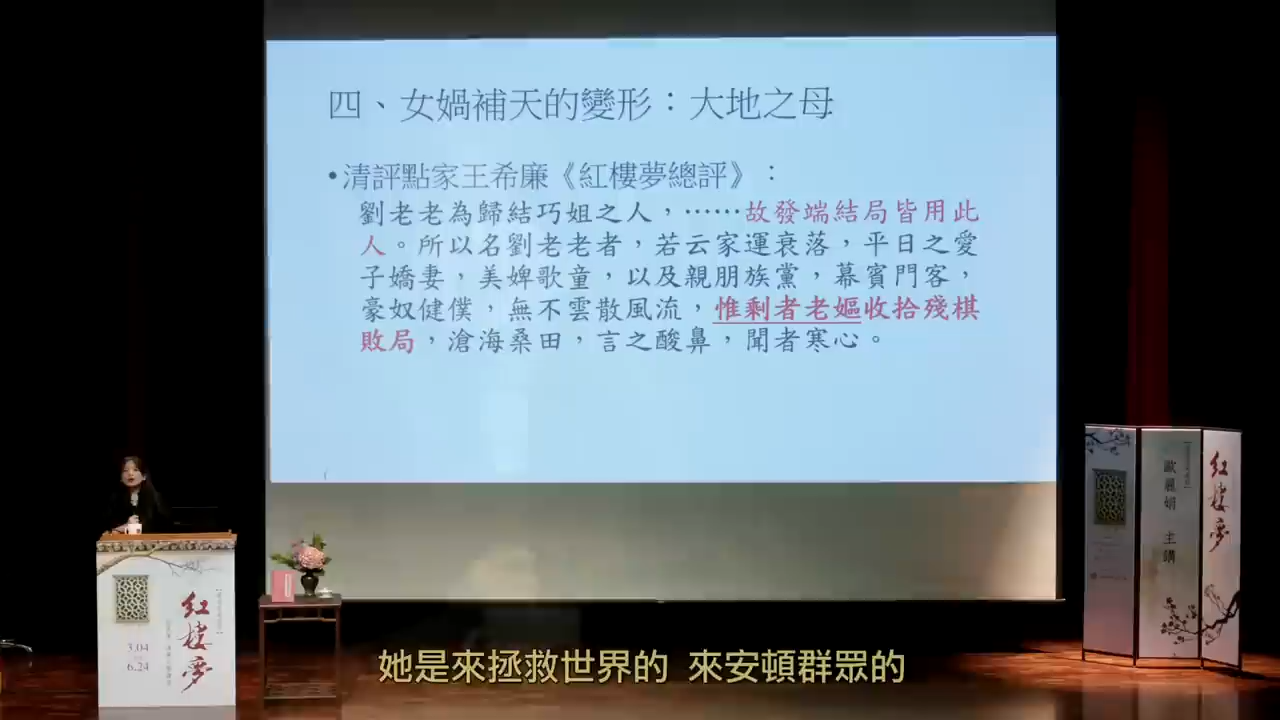 四、女媧補天的變形：大地之母
•清評點家王希廉《紅樓夢總評》：
劉老老為歸結巧姐之人，⋯⋯故發端結局皆用此
人。所以名劉老老者，若云家運衰落，平日之愛
子嬌妻，美婢歌童，以及親朋族黨，幕賓門客，
豪奴健僕，無不雲散風流，惟剩者老嫗收拾殘棋
敗局，滄海桑田，言之酸鼻，聞者寒心。
紅樓夢
3.04
6.24
歐麗娟 主講
紅樓夢
她是來拯救世界的 來安頓群眾的